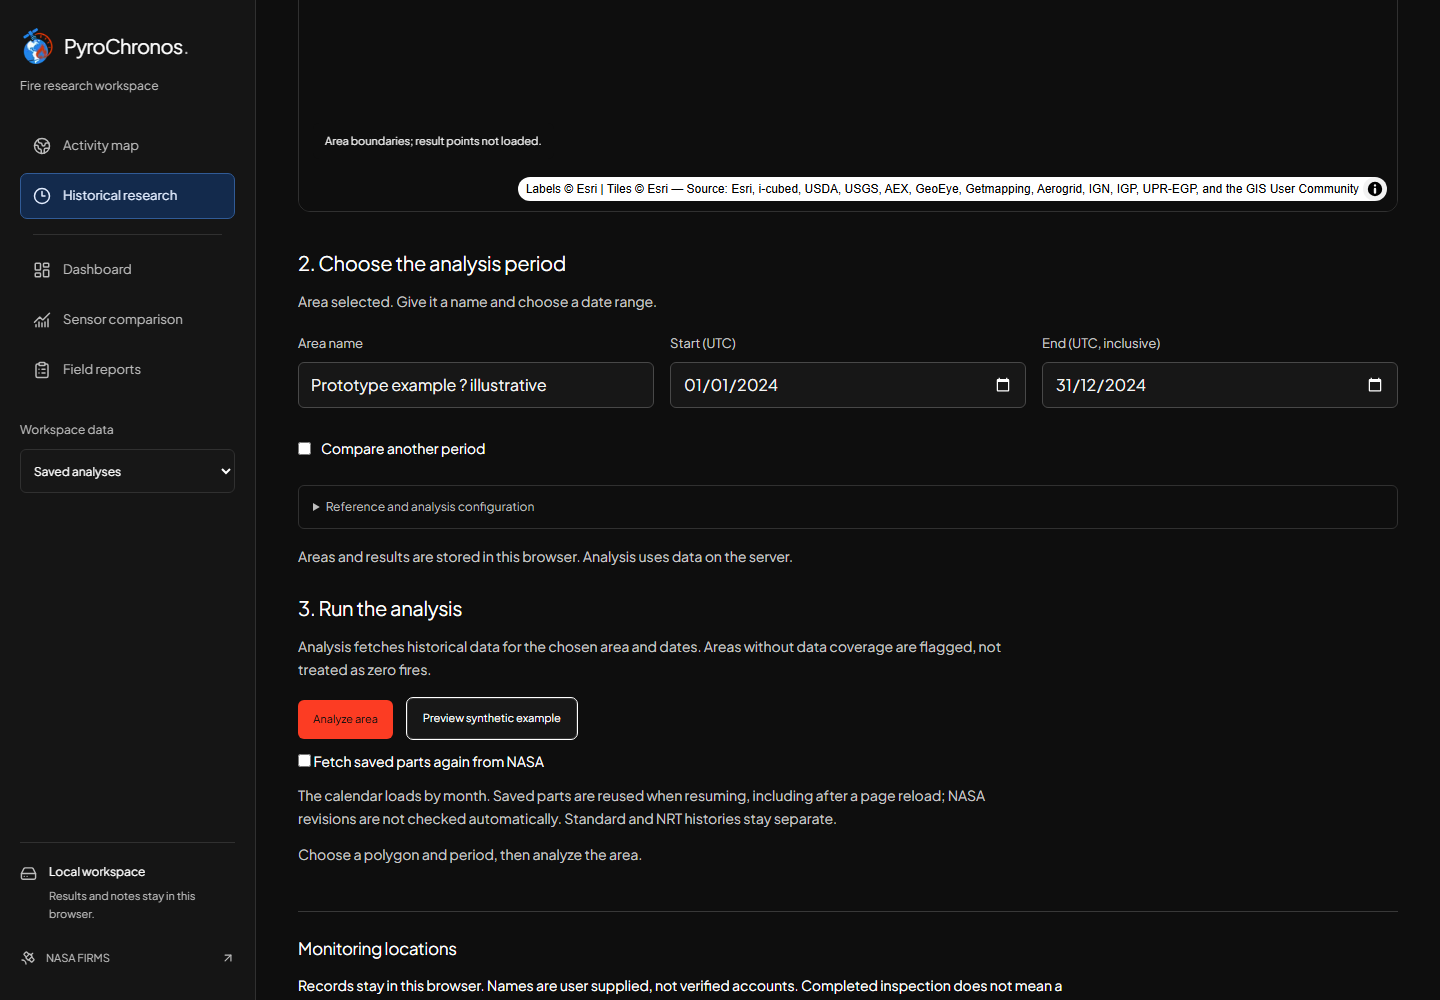 PyroChronos.
Fire research workspace
Activity map
Historical research
Dashboard
Sensor comparison
Field reports
Workspace data
Saved analyses
Local workspace
Results and notes stay in this
browser.
NASA FIRMS
Area boundaries; result points not loaded.
Labels © Esri | Tiles © Esri — Source: Esri, i-cubed, USDA, USGS, AEX, GeoEye, Getmapping, Aerogrid, IGN, IGP, UPR-EGP, and the GIS User Community
2. Choose the analysis period
Area selected. Give it a name and choose a date range.
Area name
Start (UTC)
End (UTC, inclusive)
Prototype example ? illustrative
01/01/2024
31/12/2024
Compare another period
Reference and analysis configuration
Areas and results are stored in this browser. Analysis uses data on the server.
3. Run the analysis
Analysis fetches historical data for the chosen area and dates. Areas without data coverage are flagged, not
treated as zero fires.
Analyze area
Preview synthetic example
Fetch saved parts again from NASA
The calendar loads by month. Saved parts are reused when resuming, including after a page reload; NASA
revisions are not checked automatically. Standard and NRT histories stay separate.
Choose a polygon and period, then analyze the area.
Monitoring locations
Records stay in this browser. Names are user supplied, not verified accounts. Completed inspection does not mean a